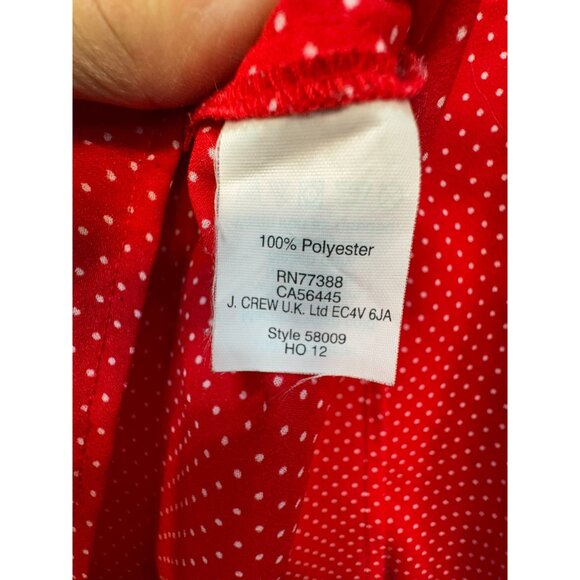 100% Polyester
RN77388
CA56445
J. CREW U.K. Ltd EC4V 6JA
Style 58009
HO 12